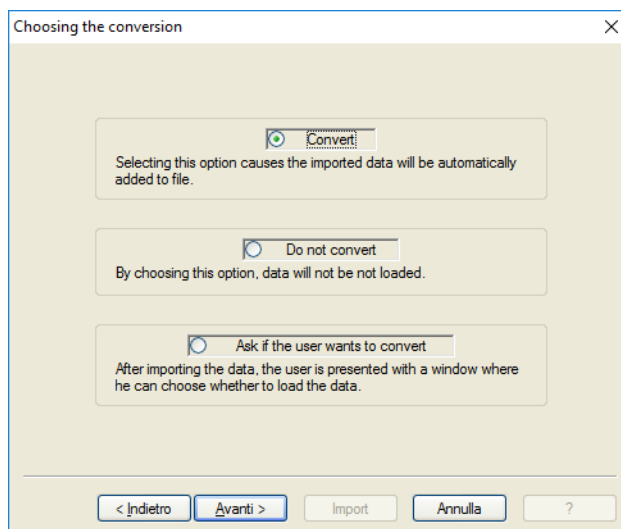 Choosing the conversion
Convert
Selecting this option causes the imported data will be automatically
added to file.
Do not convert
By choosing this option, data will not be not loaded.
Ask if the user wants to convert
After importing the data, the user is presented with a window where
he can choose whether to load the data.
< Indietro
Avanti >
Import
Annulla
?